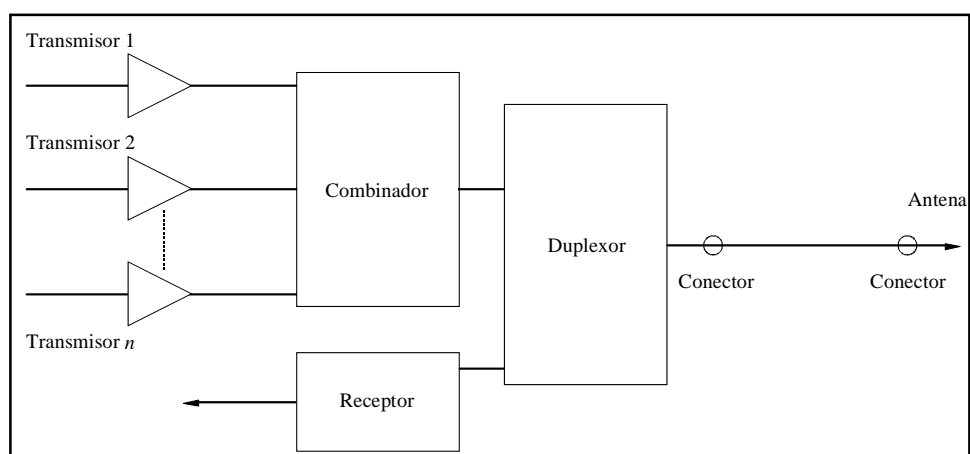 Transmisor 1
Transmisor 2
Combinador
Antena
Duplexor
Conector
Conector
Transmisor n
Receptor